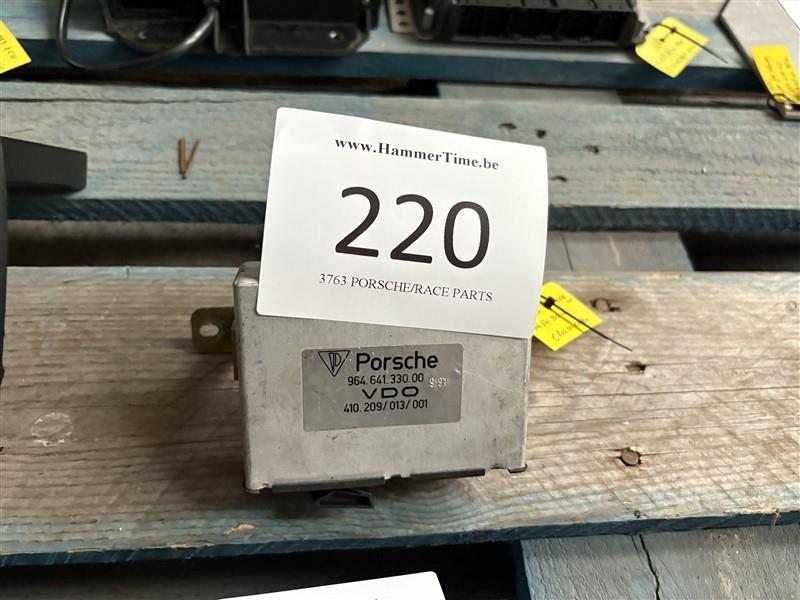 www.HammerTime.be
220
3763 PORSCHE/RACE PARTS
Porsche
964.641.330.00
VDO
410.209/013/001